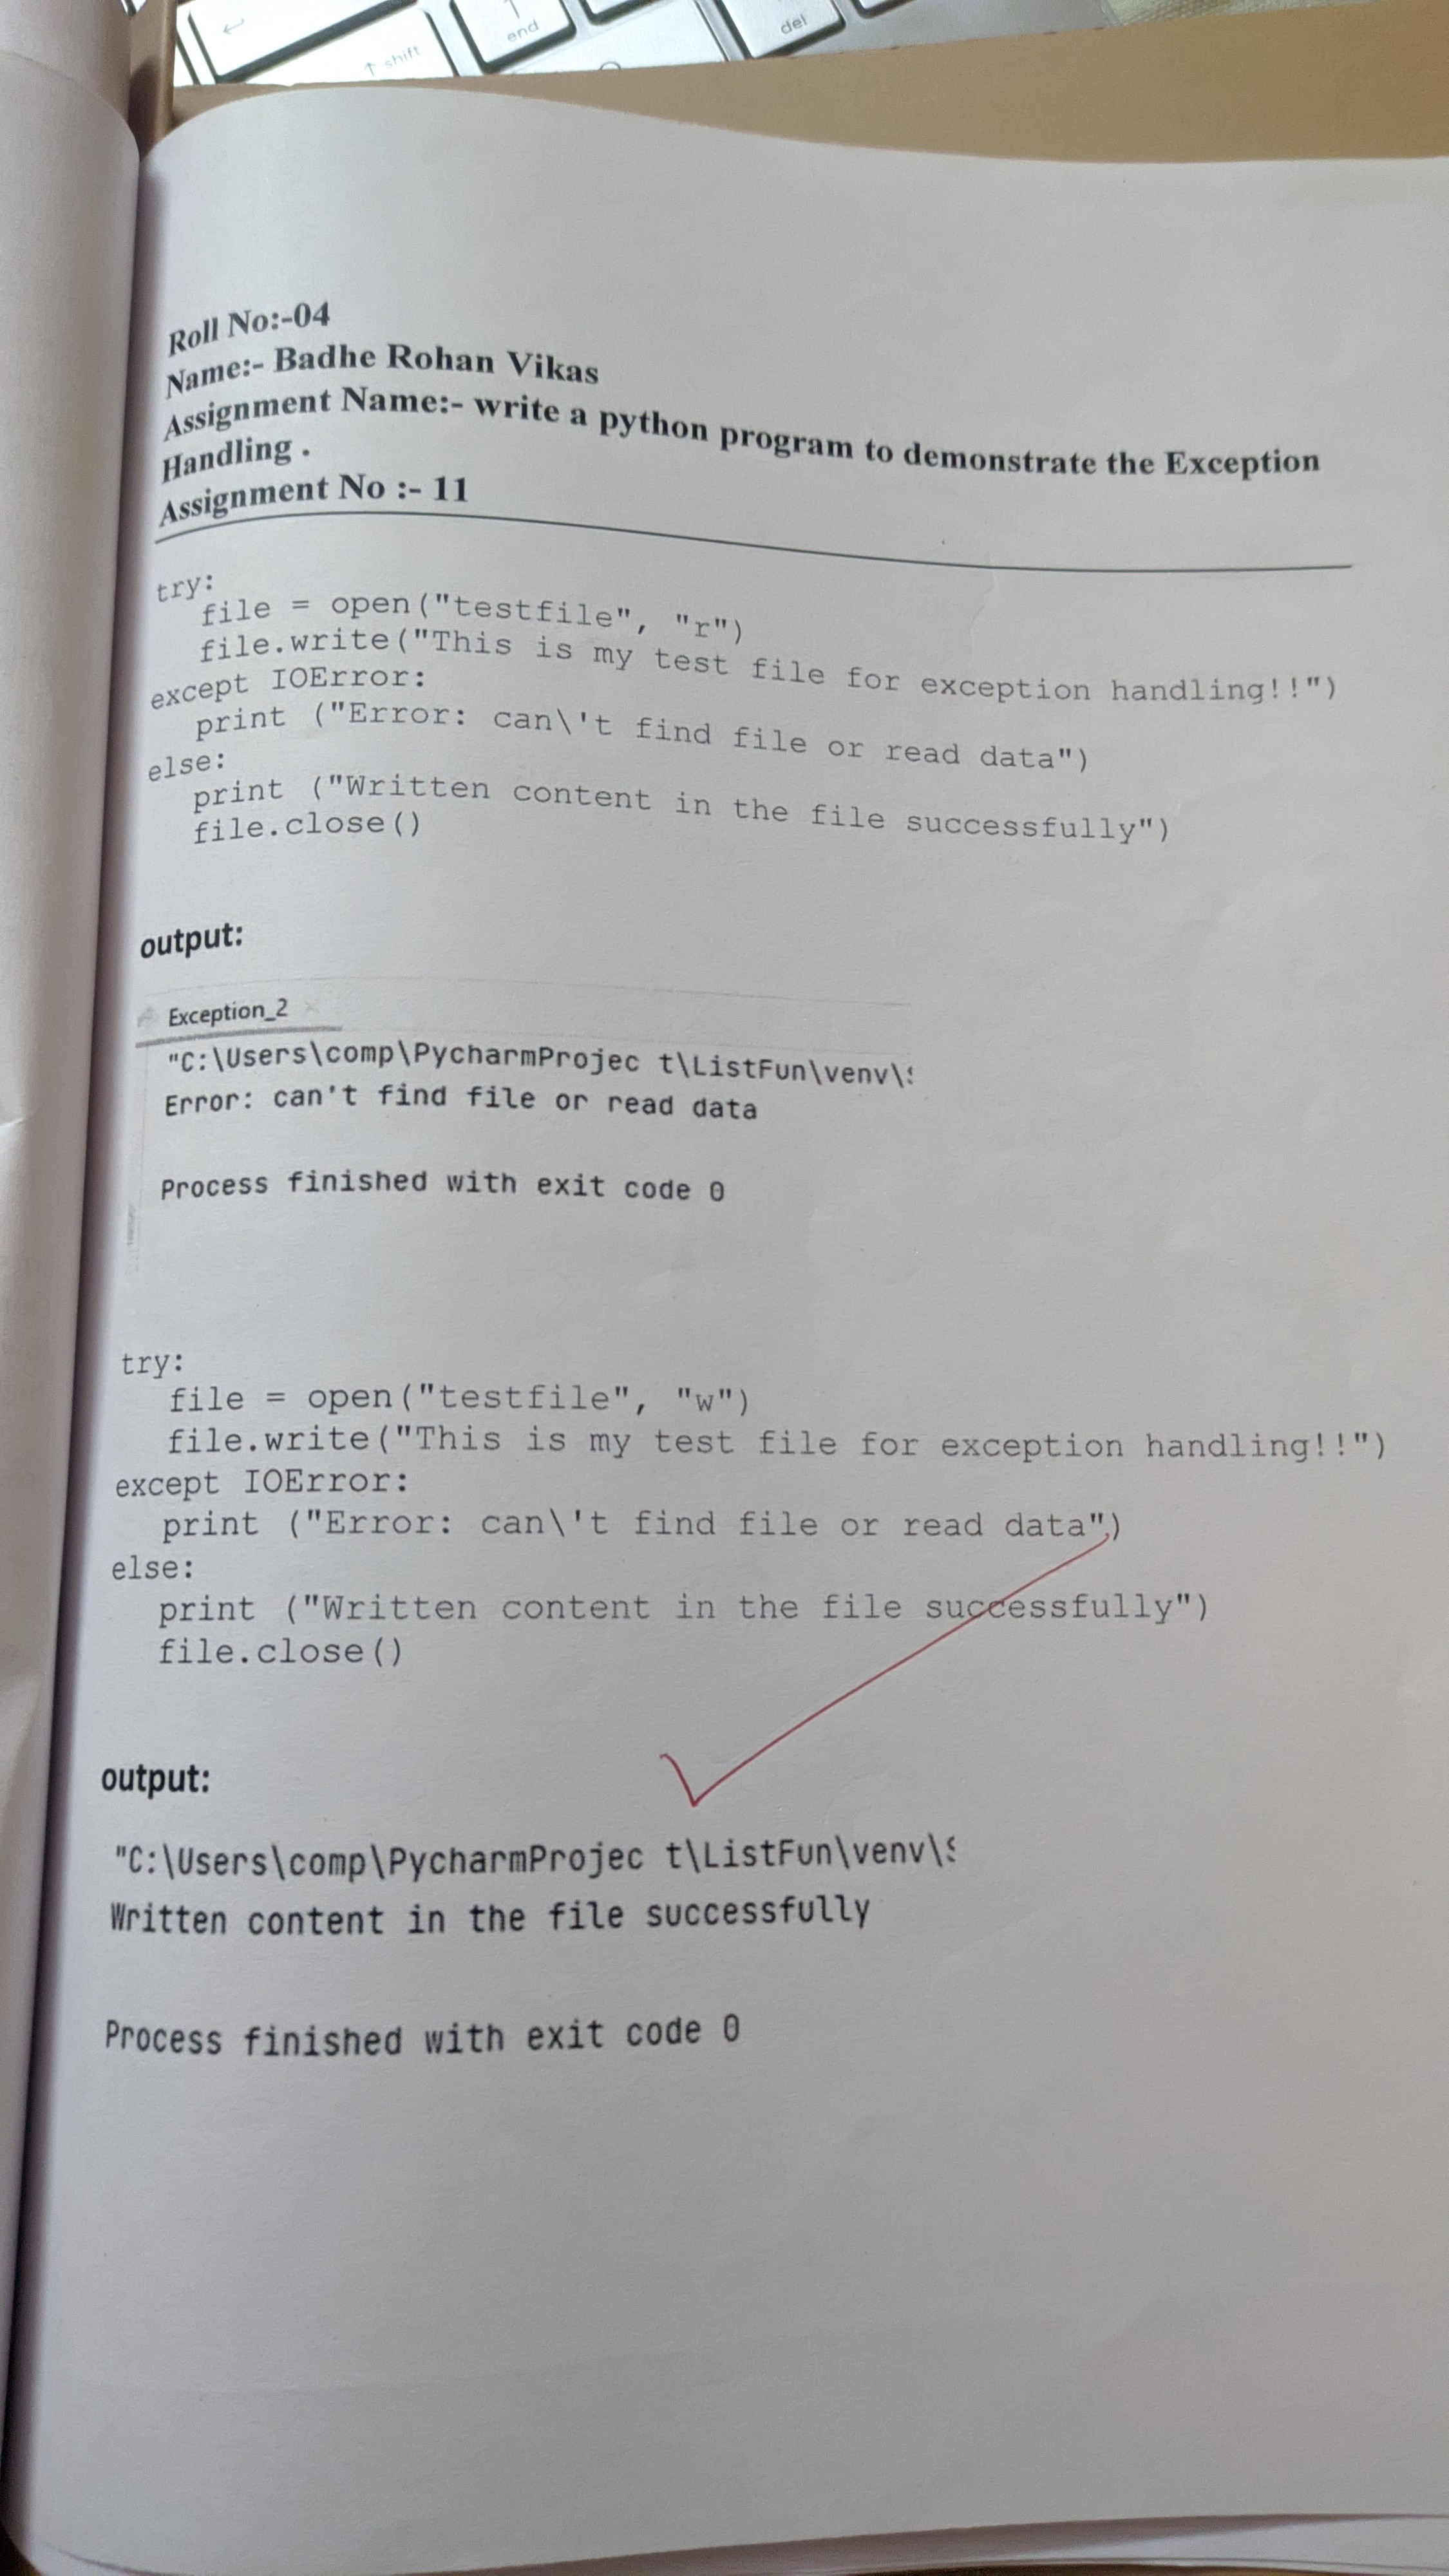 ↑ shift
end
del
Roll No:-04
Name:- Badhe Rohan Vikas
Assignment Name:- write a python program to demonstrate the Exception
Handling .
Assignment No :- 11
try:
file = open("testfile", "r")
file.write("This is my test file for exception handling!!")
except IOError:
print ("Error: can\'t find file or read data")
else:
print ("Written content in the file successfully")
file.close()
output:
Exception_2
"C:\Users\comp\PycharmProjec t\ListFun\venv\
Error: can't find file or read data
Process finished with exit code 0
try:
file = open("testfile", "w")
file.write("This is my test file for exception handling!!")
except IOError:
print ("Error: can\'t find file or read data")
else:
print ("Written content in the file successfully")
file.close()
output:
"C:\Users\comp\PycharmProjec t\ListFun\venv\
Written content in the file successfully
Process finished with exit code 0